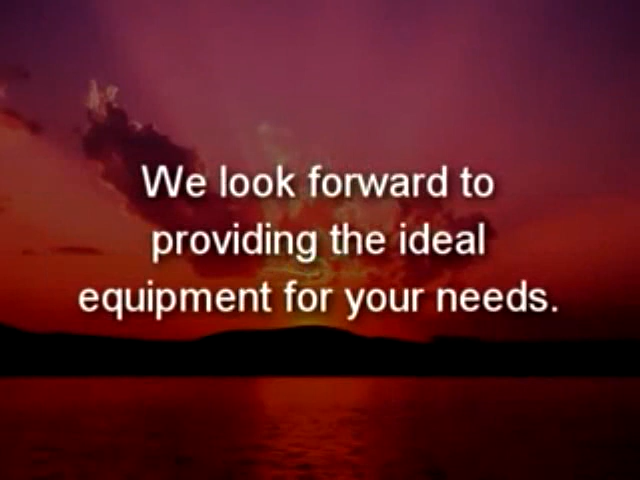 We look forward to
providing the ideal
equipment for your needs.